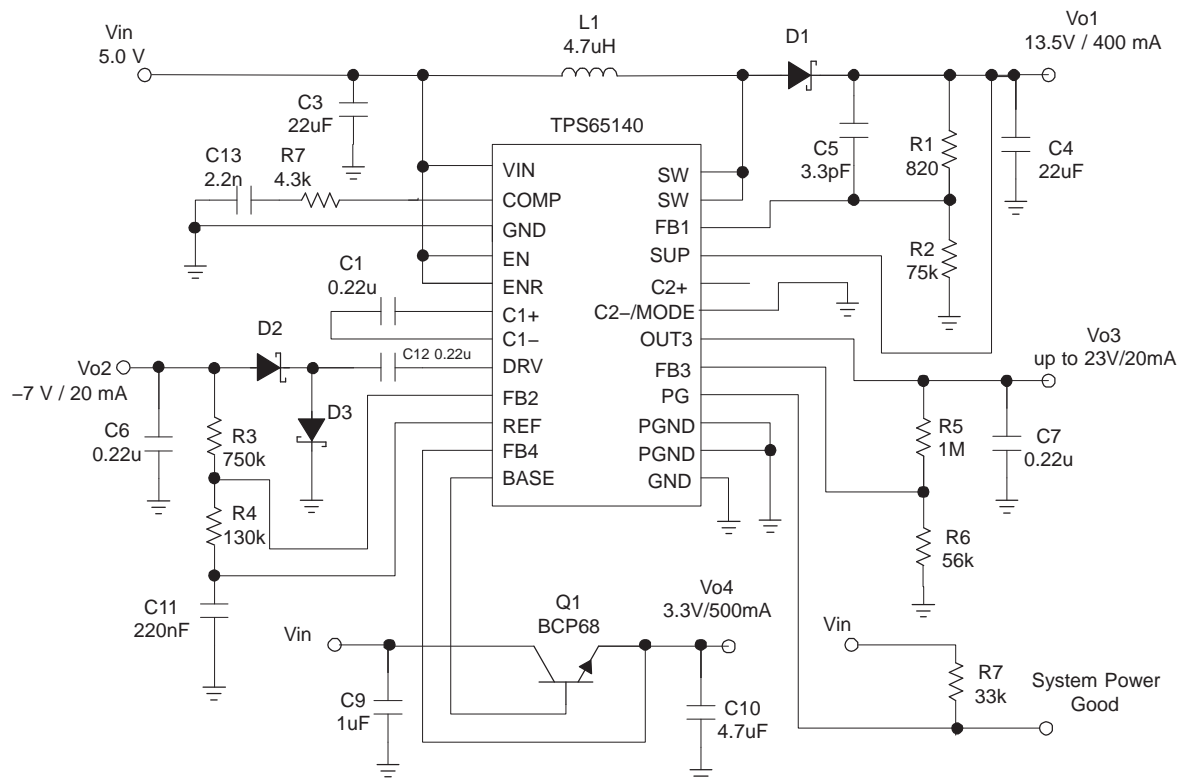 Vin
5.0 V
L1
4.7uH
D1
Vo1
13.5V / 400 mA
C3
22uF
TPS65140
C13
2.2n
R7
4.3k
C5
3.3pF
R1
820
C4
22uF
VIN
COMP
GND
EN
ENR
C1+
C1–
DRV
FB2
REF
FB4
BASE
SW
SW
FB1
SUP
C2+
C2–/MODE
OUT3
FB3
PG
PGND
PGND
GND
R2
75k
C1
0.22u
D2
C12 0.22u
Vo2
–7 V / 20 mA
D3
Vo3
up to 23V/20mA
C6
0.22u
R3
750k
R4
130k
R5
1M
C7
0.22u
R6
56k
C11
220nF
Vin
Q1
BCP68
Vo4
3.3V/500mA
C9
1uF
C10
4.7uF
Vin
R7
33k
System Power
Good